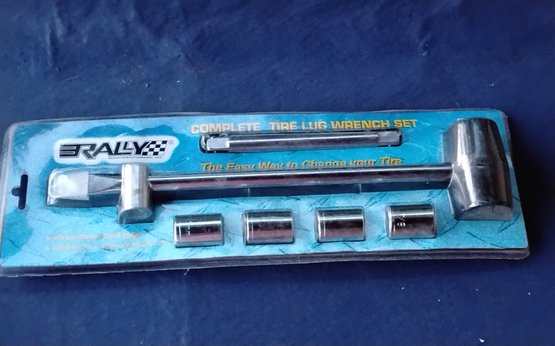 COMPLETE TIRE LUG WRENCH SET
RALLY
The Easy Way to Change your Tire